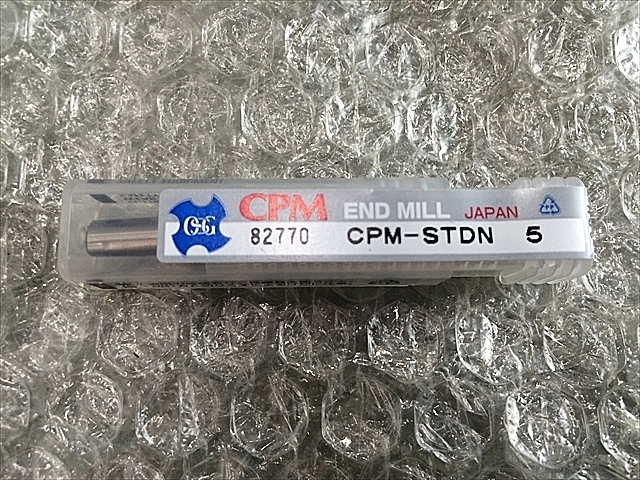 OSG CPM END MILL JAPAN
82770 CPM-STDN 5